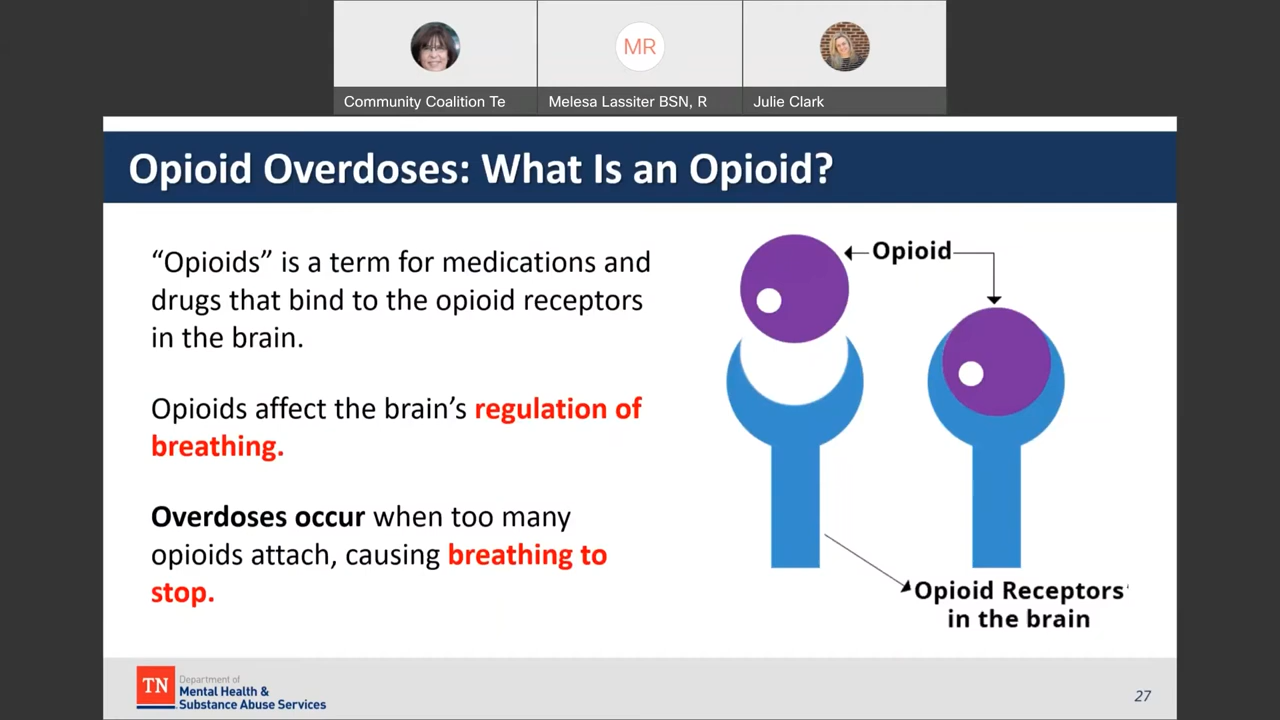 MR
Community Coalition Te
Melesa Lassiter BSN, R
Julie Clark
Opioid Overdoses: What Is an Opioid?
“Opioids” is a term for medications and
drugs that bind to the opioid receptors
in the brain.
Opioids affect the brain’s regulation of
breathing.
Overdoses occur when too many
opioids attach, causing breathing to
stop.
Opioid
Opioid Receptors
in the brain
TN
Department of
Mental Health &
Substance Abuse Services
27